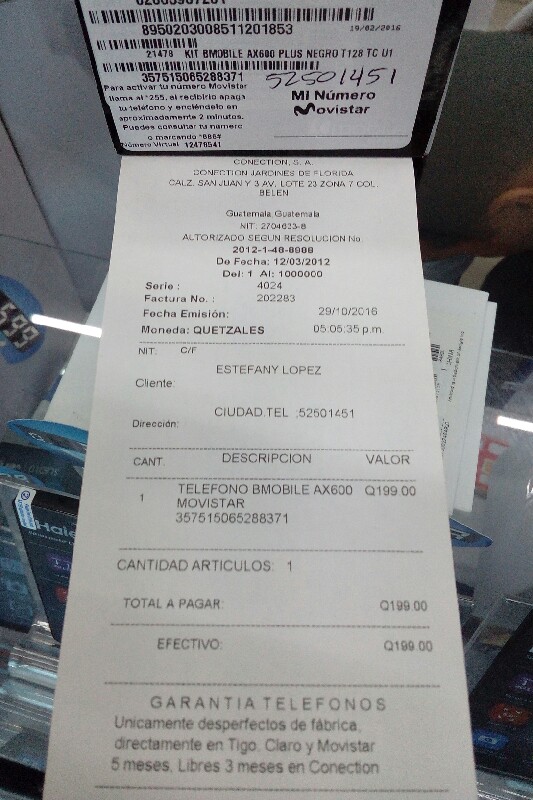 8950203008511201853
19/02/2016
21478 KIT BMOBILE AX600 PLUS NEGRO T128 TC U1
357515065288371
52501451
Para activar tu número Movistar
llama al *255, al recibirlo apaga
tu teléfono y enciéndelo en
aproximadamente 2 minutos.
Puedes consultar tu número
o marcando *888#
Número Virtual 12478541
Mi Número
Movistar
CONECTION, S. A.
CONECTION JARDINES DE FLORIDA
CALZ. SAN JUAN Y 3 AV. LOTE 23 ZONA 7 COL.
BELEN
Guatemala, Guatemala
NIT: 2704633-8
AUTORIZADO SEGUN RESOLUCION No
2012-1-48-8988
De Fecha: 12/03/2012
Del: 1 Al: 1000000
Serie : 4024
Factura No. : 202283
Fecha Emisión: 29/10/2016
Moneda: QUETZALES 05:05:35 p.m.
NIT: C/F
ESTEFANY LOPEZ
Cliente:
CIUDAD.TEL :52501451
Dirección:
CANT. DESCRIPCION VALOR
1 TELEFONO BMOBILE AX600 Q199.00
MOVISTAR
357515065288371
CANTIDAD ARTICULOS: 1
TOTAL A PAGAR: Q199.00
EFECTIVO: Q199.00
GARANTIA TELEFONOS
Unicamente desperfectos de fábrica,
directamente en Tigo, Claro y Movistar
5 meses, Libres 3 meses en Conection